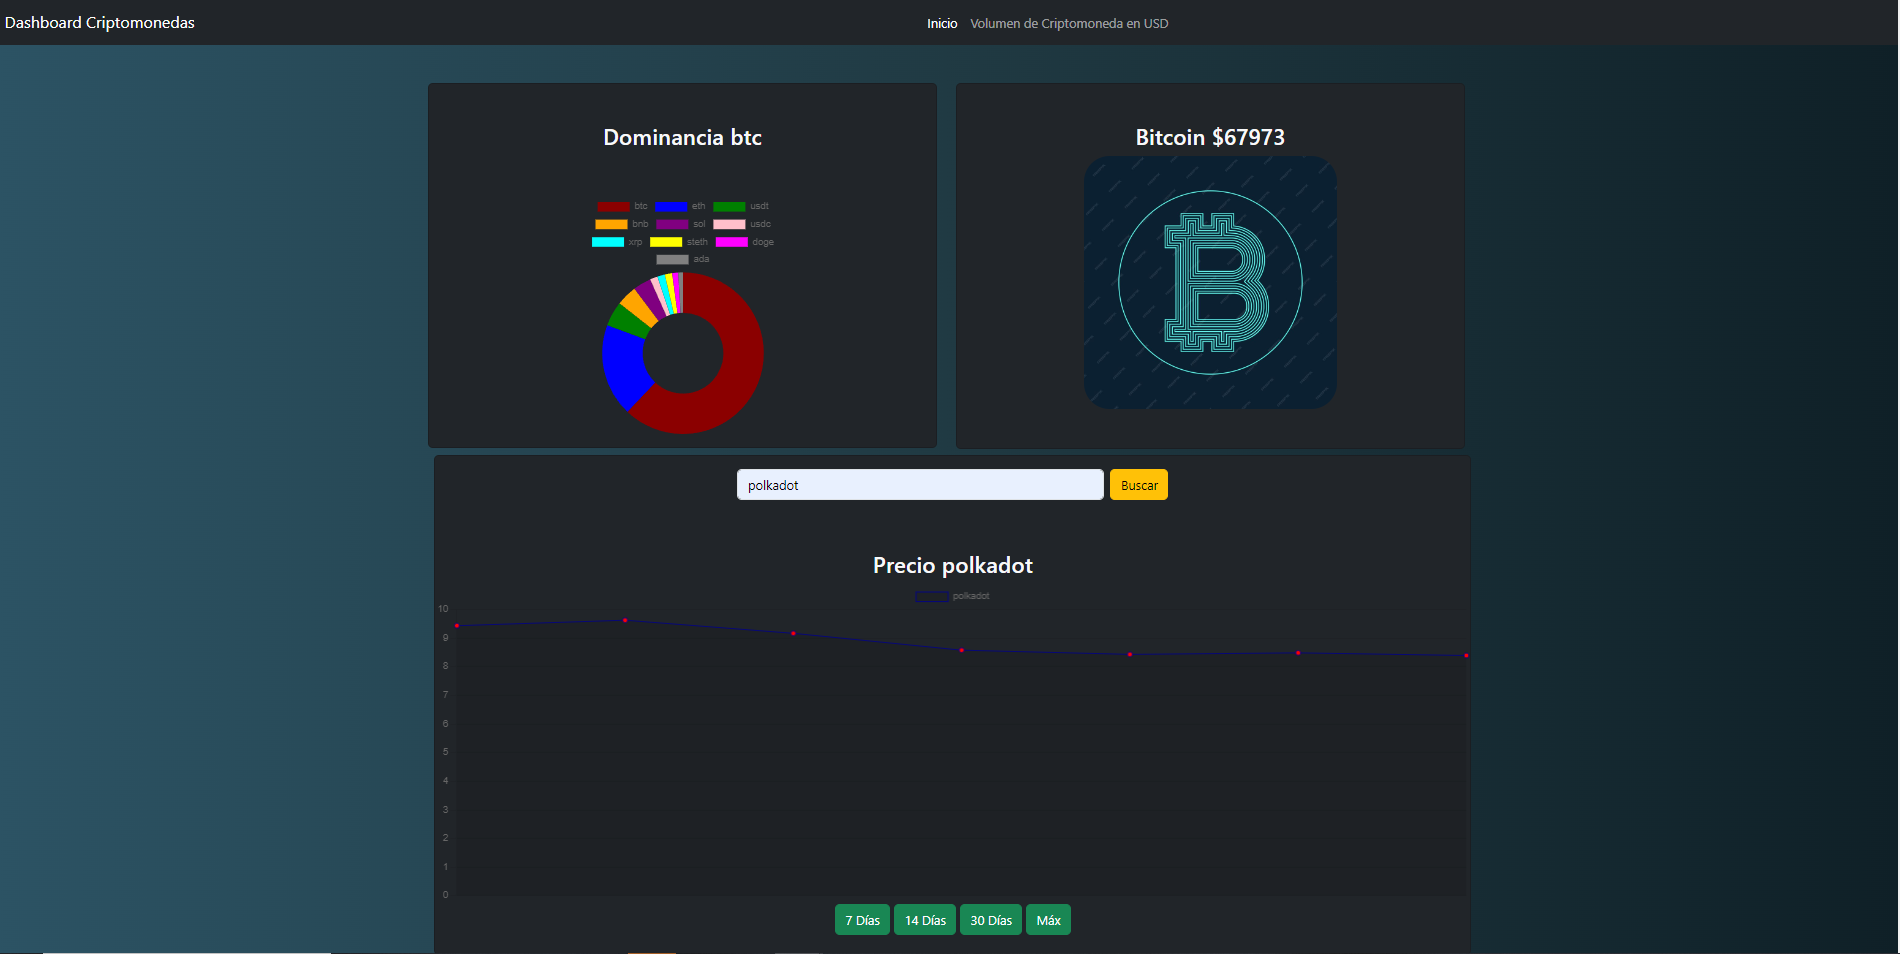 Dashboard Criptomonedas
Inicio Volumen de Criptomoneda en USD
Dominancia btc
btc eth usdt
bnb sol usdc
xrp steth doge
ada
Bitcoin $67973
polkadot Buscar
Precio polkadot
polkadot
10
9
8
7
6
5
4
3
2
1
0
7 Días 14 Días 30 Días Máx